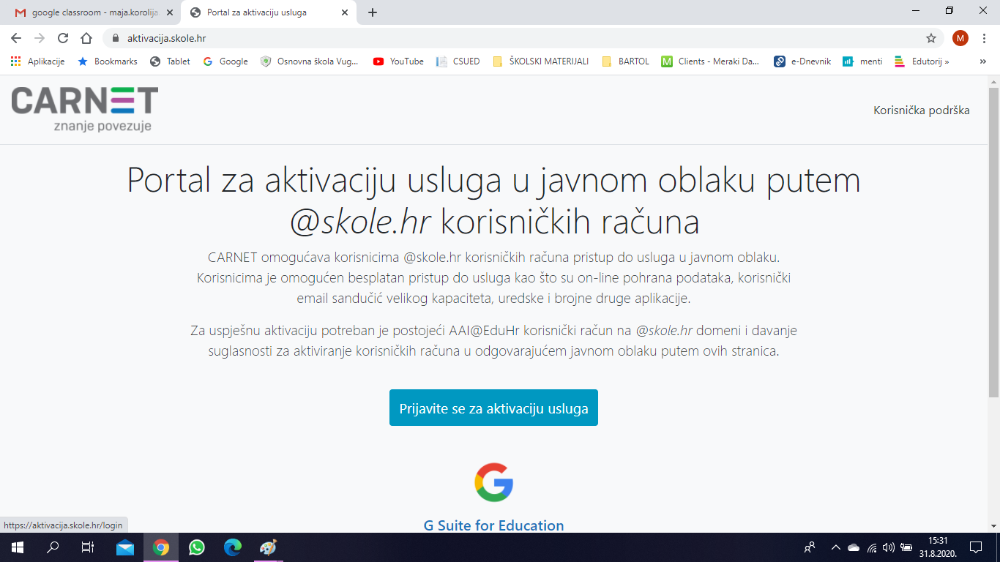 google classroom - maja.korolija
Portal za aktivaciju usluga
aktivacija.skole.hr
M
Aplikacije
Bookmarks
Tablet
Google
Osnovna škola Vug...
YouTube
CSUED
ŠKOLSKI MATERIJALI
BARTOL
Clients - Meraki Da...
e-Dnevnik
menti
Edutorij »
»
CARNET
znanje povezuje
Korisnička podrška
Portal za aktivaciju usluga u javnom oblaku putem
@skole.hr korisničkih računa
CARNET omogućava korisnicima @skole.hr korisničkih računa pristup do usluga u javnom oblaku.
Korisnicima je omogućen besplatan pristup do usluga kao što su on-line pohrana podataka, korisnički
email sandučić velikog kapaciteta, uredske i brojne druge aplikacije.
Za uspješnu aktivaciju potreban je postojeći AAI@EduHr korisnički račun na @skole.hr domeni i davanje
suglasnosti za aktiviranje korisničkih računa u odgovarajućem javnom oblaku putem ovih stranica.
Prijavite se za aktivaciju usluga
G Suite for Education
https://aktivacija.skole.hr/login
15:31
31.8.2020.